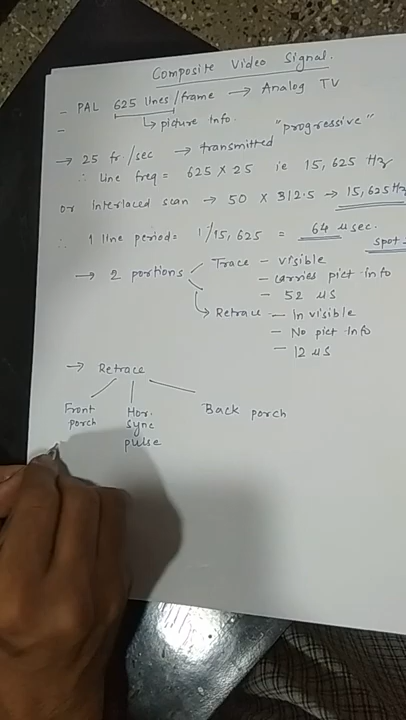 Composite Video Signal.
– PAL 625 lines/frame → Analog TV
↳ picture Info.
–
→ 25 fr/sec → transmitted "progressive"
∴ Line freq = 625 x 25 ie 15,625 Hz
or Interlaced scan → 50 x 312.5 → 15,625 Hz
∴ 1 line period = 1/15,625 = 64 μsec.
spot
→ 2 portions Trace – visible
– carries pict info
– 52 μs
→ Retrace – In visible
– No pict Info
– 12 μs
→ Retrace
Front porch
Hor. Sync pulse
Back porch